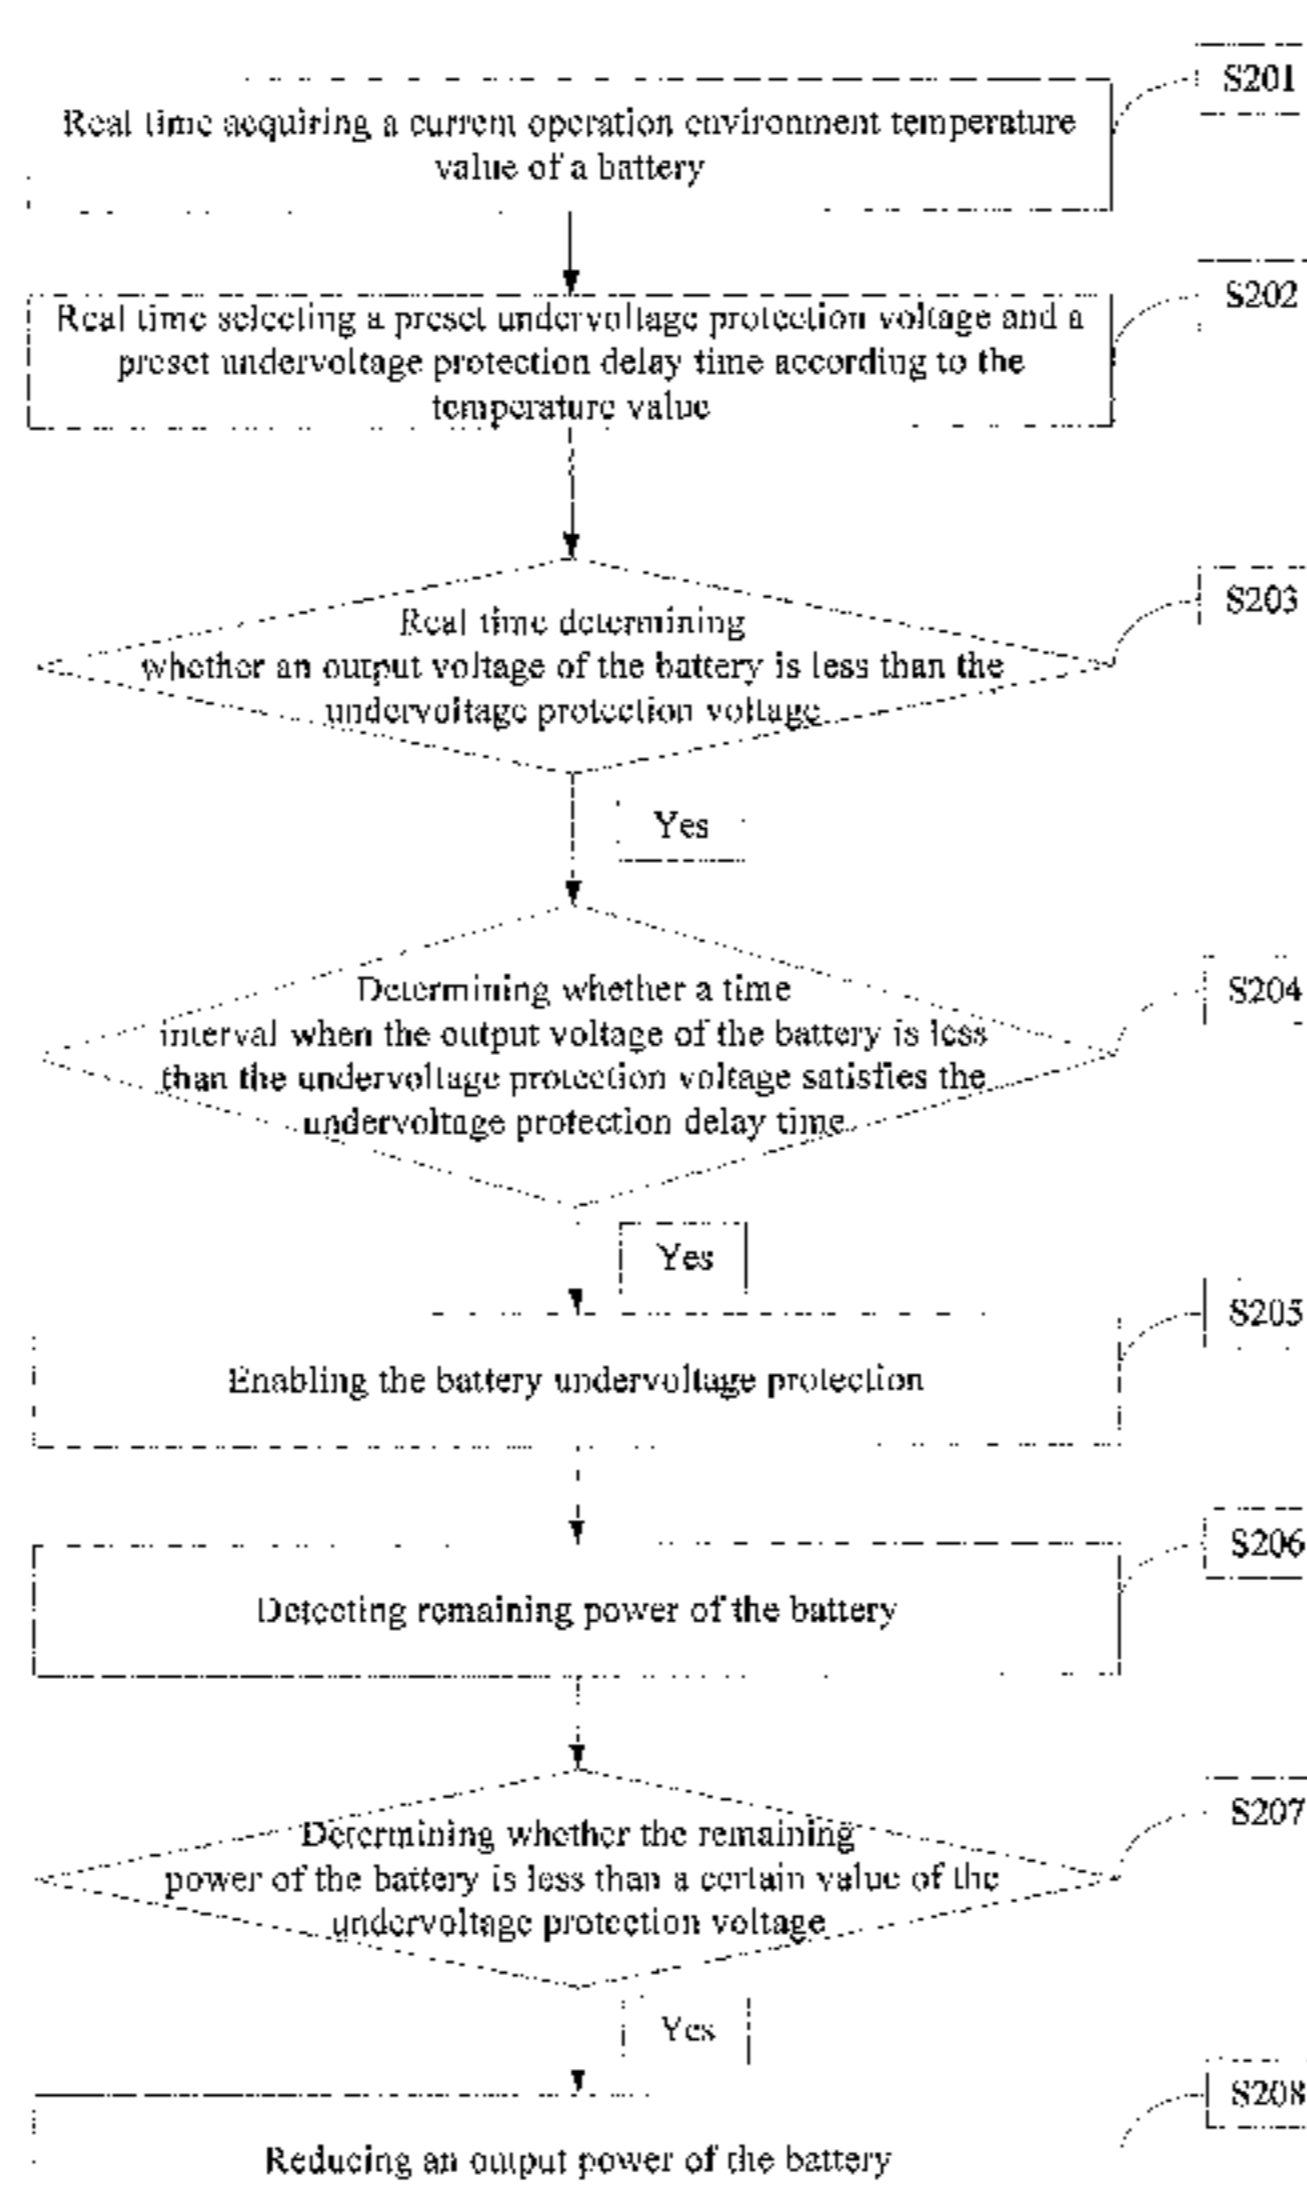 S201
Real time acquiring a current operation environment temperature
value of a battery
S202
Real time selecting a preset undervoltage protection voltage and a
preset undervoltage protection delay time according to the
temperature value
S203
Real time determining
whether an output voltage of the battery is less than the
undervoltage protection voltage
Yes
S204
Determining whether a time
interval when the output voltage of the battery is less
than the undervoltage protection voltage satisfies the
undervoltage protection delay time
Yes
S205
Enabling the battery undervoltage protection
S206
Detecting remaining power of the battery
S207
Determining whether the remaining
power of the battery is less than a certain value of the
undervoltage protection voltage
Yes
S208
Reducing an output power of the battery